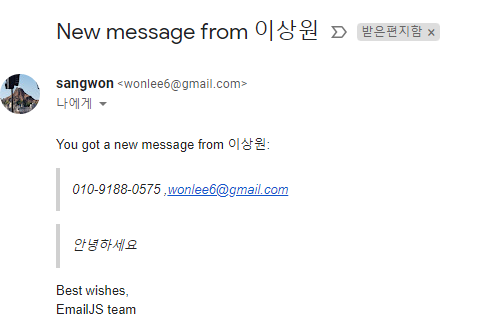 New message from 이상원 받은편지함 ×
sangwon <wonlee6@gmail.com>
나에게
You got a new message from 이상원:
010-9188-0575 ,wonlee6@gmail.com
안녕하세요
Best wishes,
EmailJS team